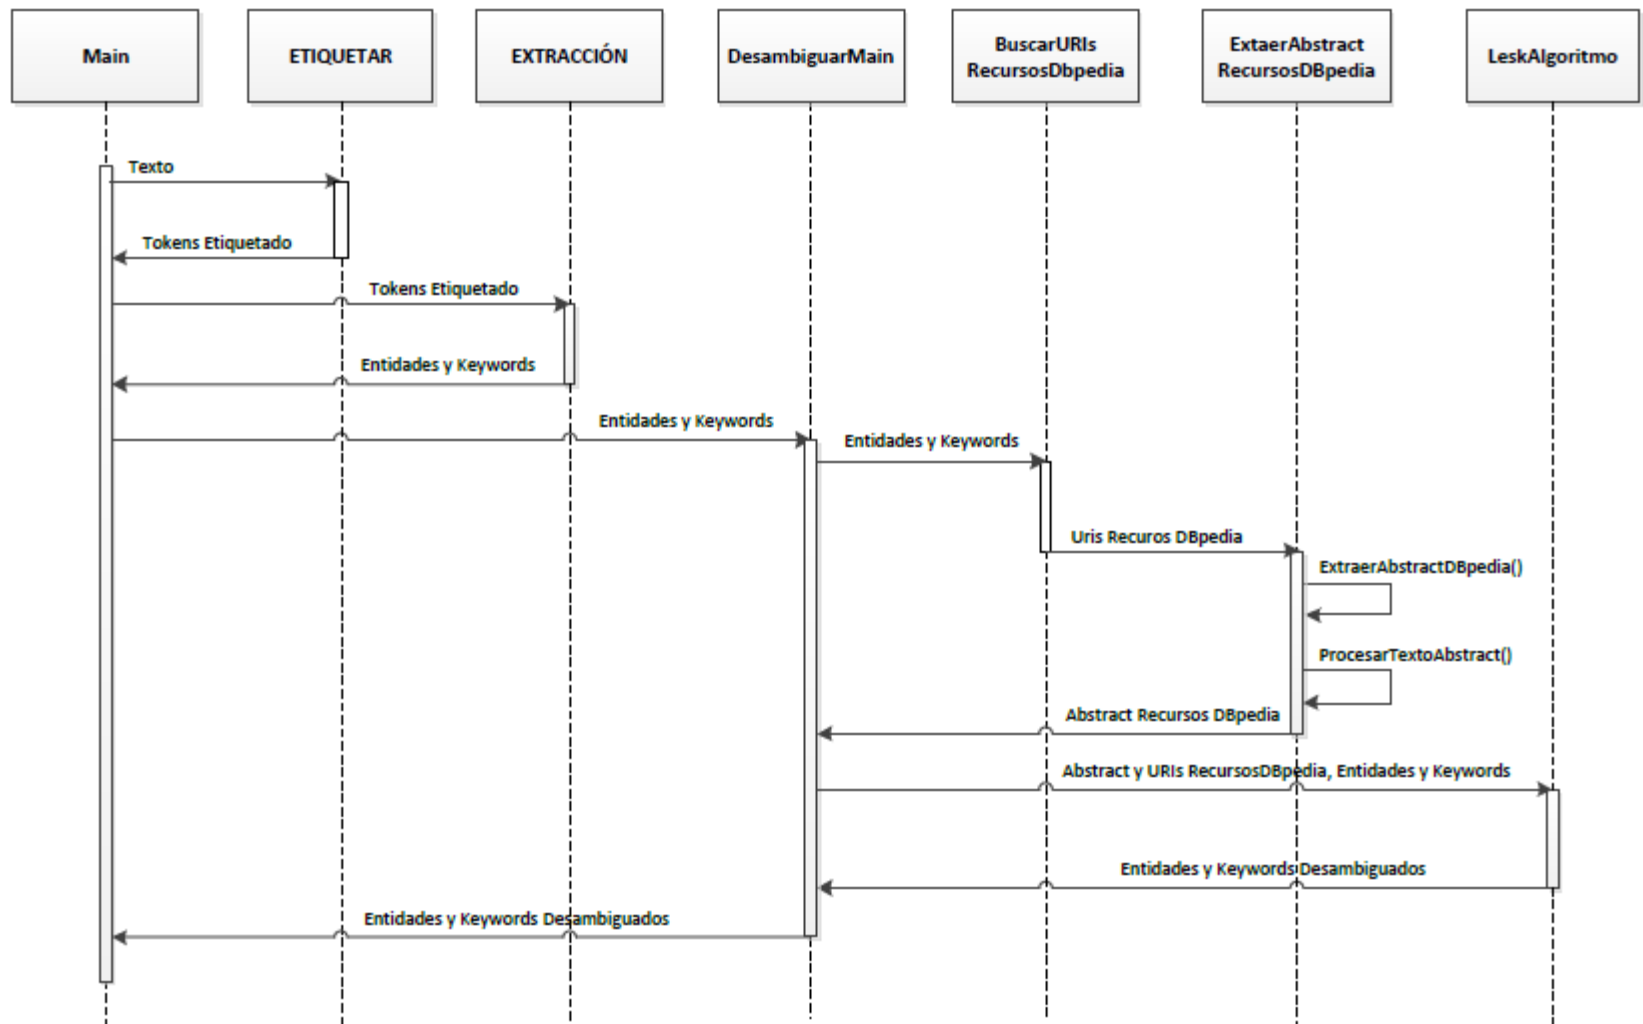 Main
ETIQUETAR
EXTRACCIÓN
DesambiguarMain
BuscarURIs
RecursosDbpedia
ExtaerAbstract
RecursosDBpedia
LeskAlgoritmo
Texto
Tokens Etiquetado
Tokens Etiquetado
Entidades y Keywords
Entidades y Keywords
Entidades y Keywords
Uris Recuros DBpedia
ExtraerAbstractDBpedia()
ProcesarTextoAbstract()
Abstract Recursos DBpedia
Abstract y URIs RecursosDBpedia, Entidades y Keywords
Entidades y Keywords Desambiguados
Entidades y Keywords Desambiguados